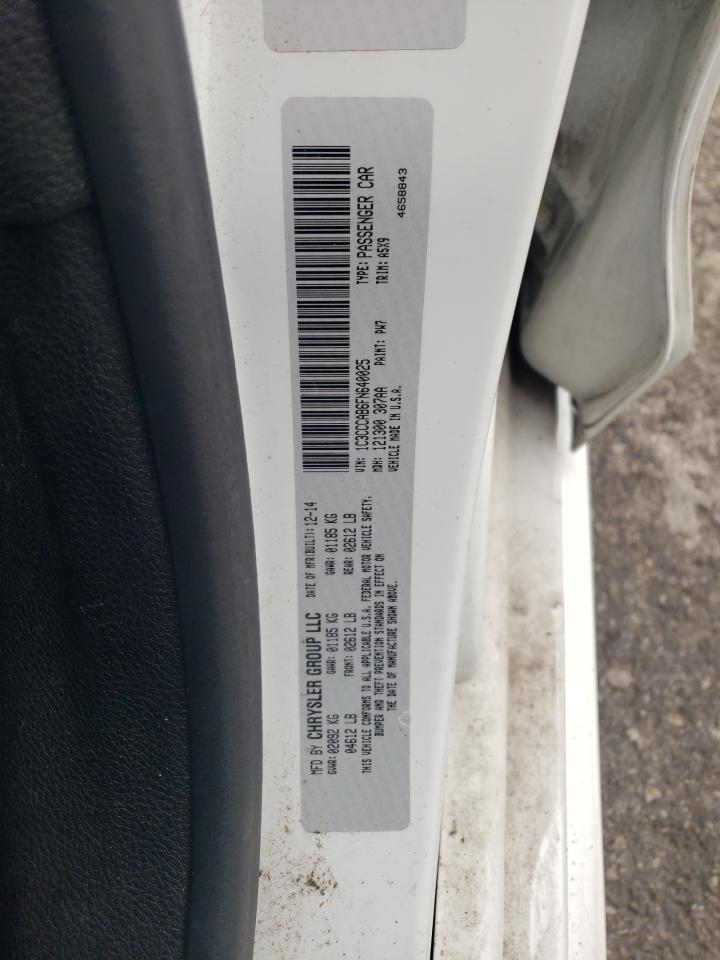 MFD BY CHRYSLER GROUP LLC DATE OF MFR(BUILT): 12-14
GVWR: 02092 KG GAWR: 01185 KG GAWR: 01185 KG
04612 LB FRONT: 02612 LB REAR: 02612 LB
THIS VEHICLE CONFORMS TO ALL APPLICABLE U.S.A. FEDERAL MOTOR VEHICLE SAFETY,
BUMPER AND THEFT PREVENTION STANDARDS IN EFFECT ON
THE DATE OF MANUFACTURE SHOWN ABOVE.
VIN: 1C3CCCAB6FN640025 TYPE: PASSENGER CAR
MDH: 121300 307AA PAINT: PW7 TRIM: A5X9
VEHICLE MADE IN U.S.A. 4658843